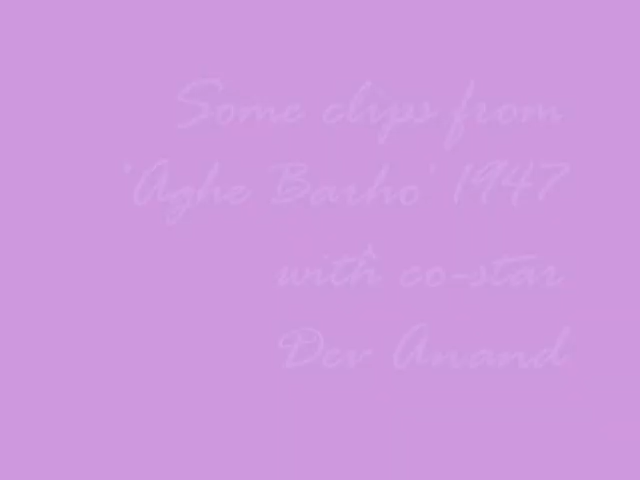 Some clips from
'Aghe Barho' 1947
with co-star
Dev Anand